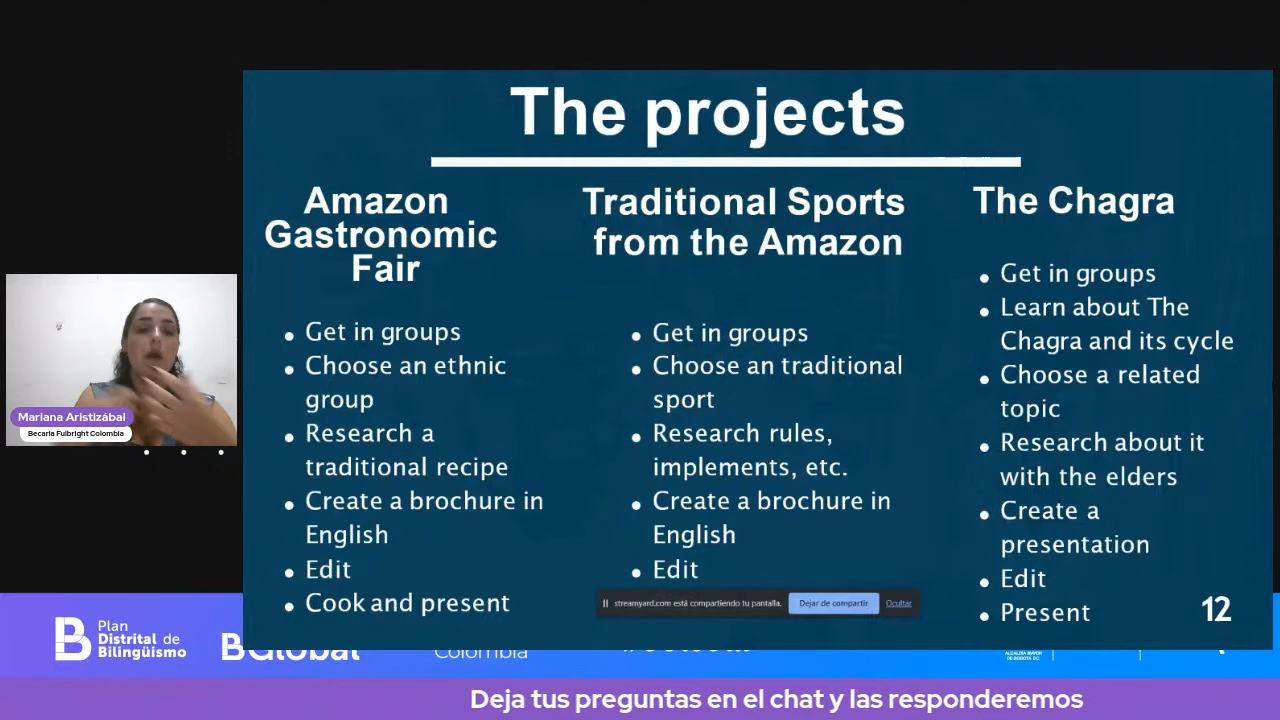 The projects
Amazon
Gastronomic
Fair
Get in groups
Choose an ethnic
group
Research a
traditional recipe
Create a brochure in
English
Edit
Cook and present
Traditional Sports
from the Amazon
Get in groups
Choose an traditional
sport
Research rules,
implements, etc.
Create a brochure in
English
Edit
The Chagra
Get in groups
Learn about The
Chagra and its cycle
Choose a related
topic
Research about it
with the elders
Create a
presentation
Edit
Present
12
streamyard.com está compartiendo tu pantalla.
Dejar de compartir
Ocultar
Mariana Aristizábal
Becaria Fulbright Colombia
B Plan
Distrital de
Bilingüismo
BGlobal
Colombia
ALCALDÍA MAYOR
DE BOGOTÁ D.C.
Deja tus preguntas en el chat y las responderemos